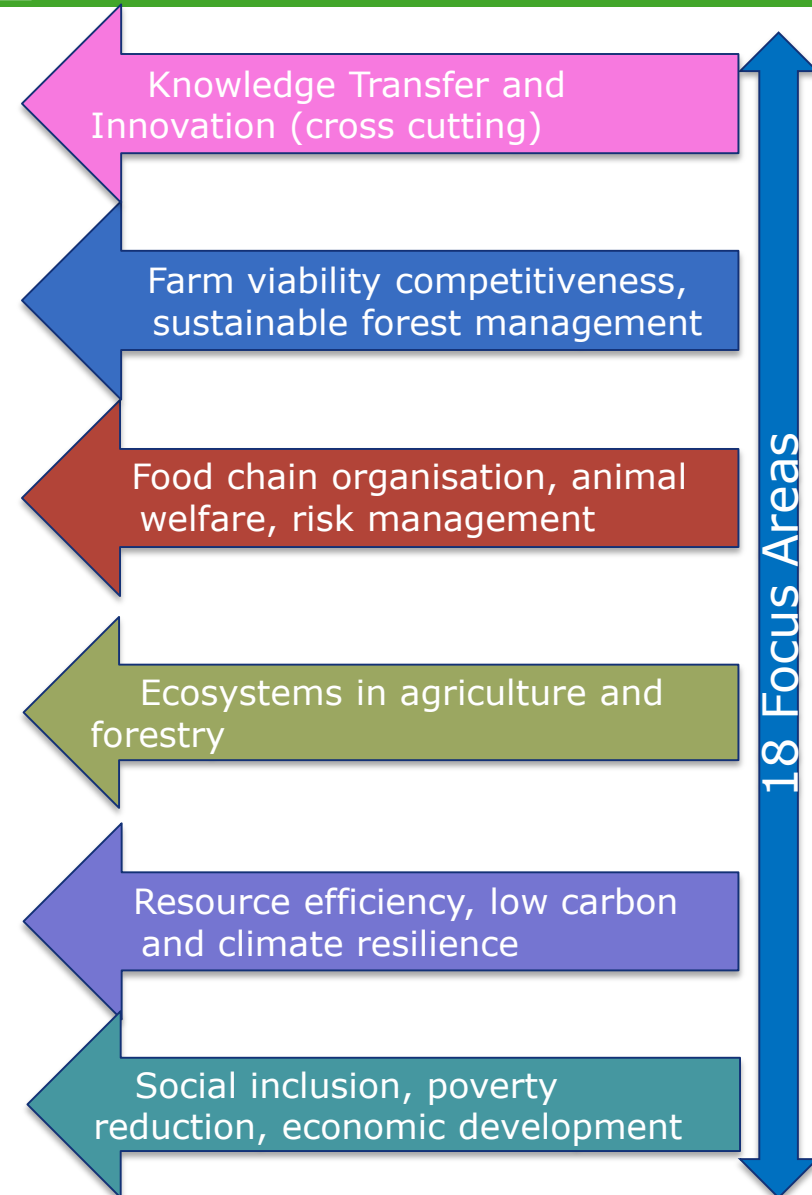 Knowledge Transfer and
Innovation (cross cutting)
Farm viability competitiveness,
sustainable forest management
Food chain organisation, animal
welfare, risk management
Ecosystems in agriculture and
forestry
Resource efficiency, low carbon
and climate resilience
Social inclusion, poverty
reduction, economic development
18 Focus Areas